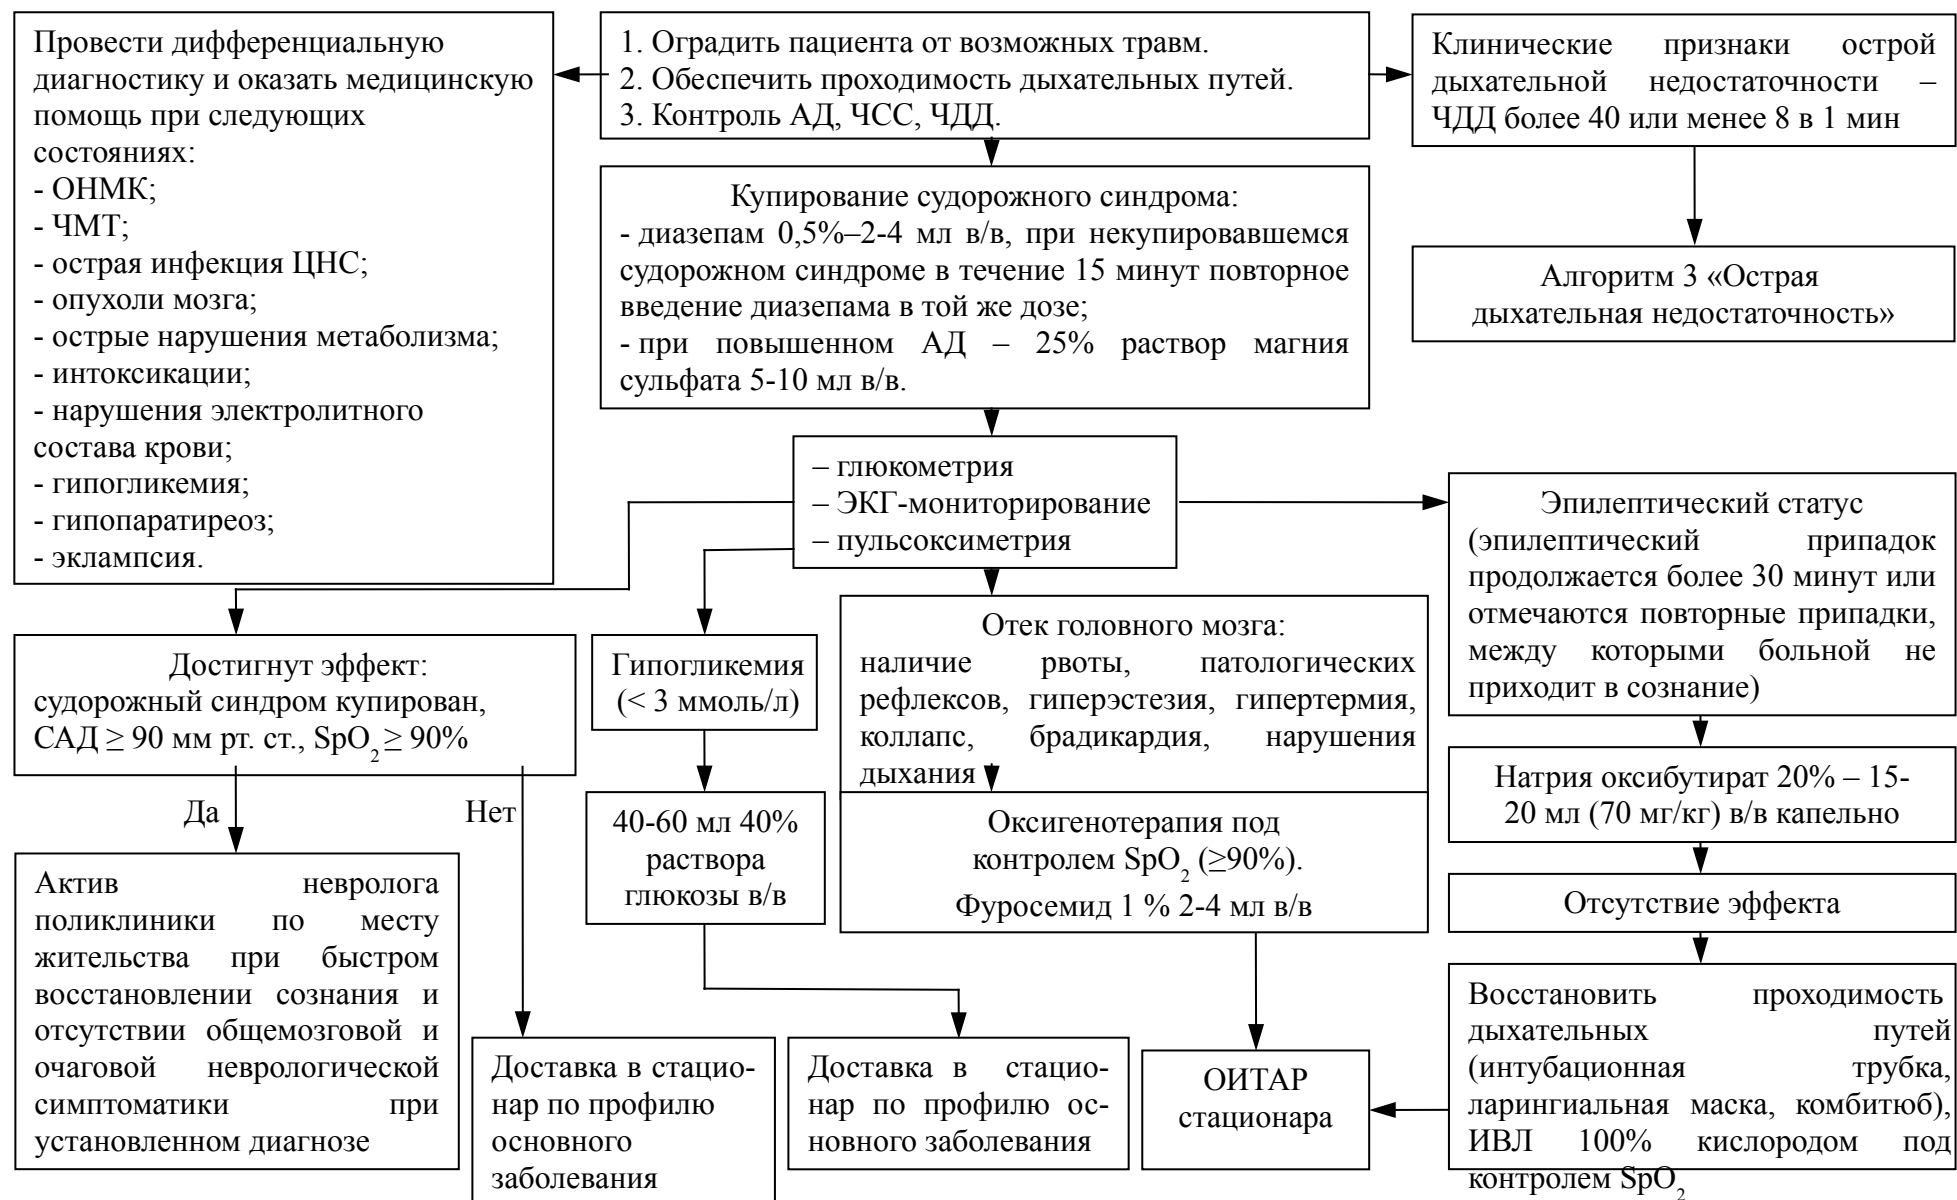 Провести дифференциальную
диагностику и оказать медицинскую
помощь при следующих
состояниях:
- ОНМК;
- ЧМТ;
- острая инфекция ЦНС;
- опухоли мозга;
- острые нарушения метаболизма;
- интоксикации;
- нарушения электролитного
состава крови;
- гипогликемия;
- гипопаратиреоз;
- эклампсия.
1. Оградить пациента от возможных травм.
2. Обеспечить проходимость дыхательных путей.
3. Контроль АД, ЧСС, ЧДД.
Клинические признаки острой
дыхательной недостаточности –
ЧДД более 40 или менее 8 в 1 мин
Купирование судорожного синдрома:
- диазепам 0,5%–2-4 мл в/в, при некупировавшемся
судорожном синдроме в течение 15 минут повторное
введение диазепама в той же дозе;
- при повышенном АД – 25% раствор магния
сульфата 5-10 мл в/в.
Алгоритм 3 «Острая
дыхательная недостаточность»
– глюкометрия
– ЭКГ-мониторирование
– пульсоксиметрия
Эпилептический статус
(эпилептический припадок
продолжается более 30 минут или
отмечаются повторные припадки,
между которыми больной не
приходит в сознание)
Достигнут эффект:
судорожный синдром купирован,
САД ≥ 90 мм рт. ст., SpO2 ≥ 90%
Гипогликемия
(< 3 ммоль/л)
Отек головного мозга:
наличие рвоты, патологических
рефлексов, гиперэстезия, гипертермия,
коллапс, брадикардия, нарушения
дыхания
Натрия оксибутират 20% – 15-
20 мл (70 мг/кг) в/в капельно
Да
Нет
40-60 мл 40%
раствора
глюкозы в/в
Оксигенотерапия под
контролем SpO2 (≥90%).
Фуросемид 1 % 2-4 мл в/в
Отсутствие эффекта
Актив невролога
поликлиники по месту
жительства при быстром
восстановлении сознания и
отсутствии общемозговой и
очаговой неврологической
симптоматики при
установленном диагнозе
Доставка в стацио-
нар по профилю
основного
заболевания
Доставка в стацио-
нар по профилю ос-
новного заболевания
ОИТАР
стационара
Восстановить проходимость
дыхательных путей
(интубационная трубка,
ларингиальная маска, комбитюб),
ИВЛ 100% кислородом под
контролем SpO2